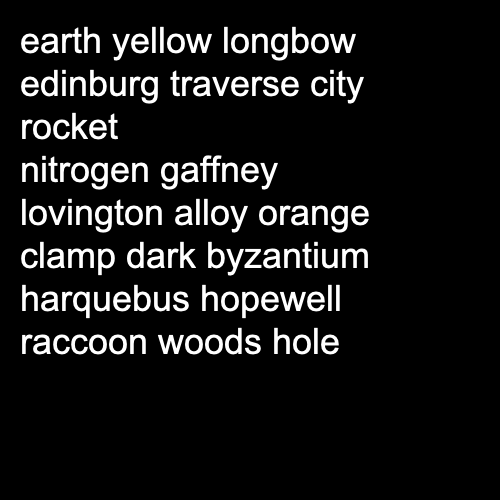 earth yellow longbow
edinburg traverse city
rocket
nitrogen gaffney
lovington alloy orange
clamp dark byzantium
harquebus hopewell
raccoon woods hole